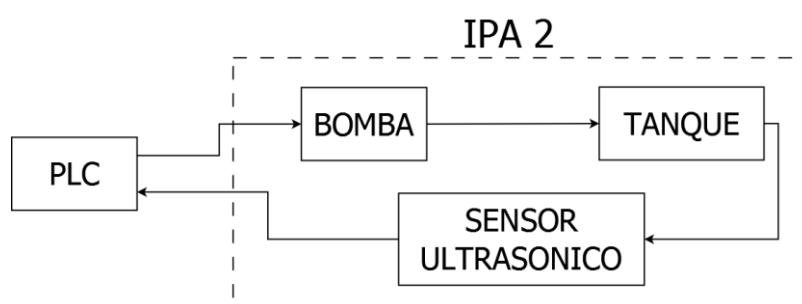 IPA 2
BOMBA
TANQUE
PLC
SENSOR
ULTRASONICO